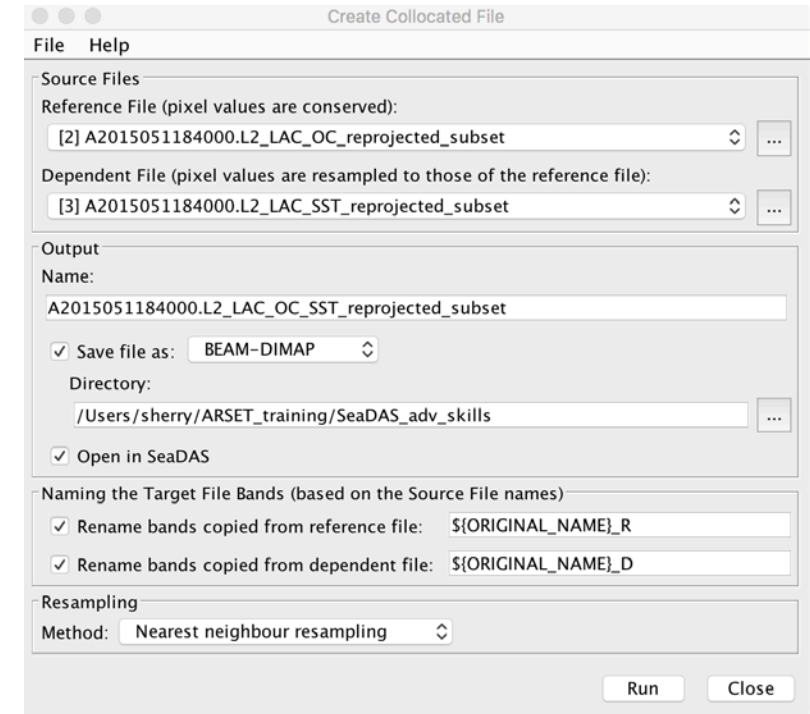 Create Collocated File
File Help
Source Files
Reference File (pixel values are conserved):
[2] A2015051184000.L2_LAC_OC_reprojected_subset
...
Dependent File (pixel values are resampled to those of the reference file):
[3] A2015051184000.L2_LAC_SST_reprojected_subset
...
Output
Name:
A2015051184000.L2_LAC_OC_SST_reprojected_subset
Save file as: BEAM-DIMAP
Directory:
/Users/sherry/ARSET_training/SeaDAS_adv_skills
...
Open in SeaDAS
Naming the Target File Bands (based on the Source File names)
Rename bands copied from reference file: ${ORIGINAL_NAME}_R
Rename bands copied from dependent file: ${ORIGINAL_NAME}_D
Resampling
Method: Nearest neighbour resampling
Run Close